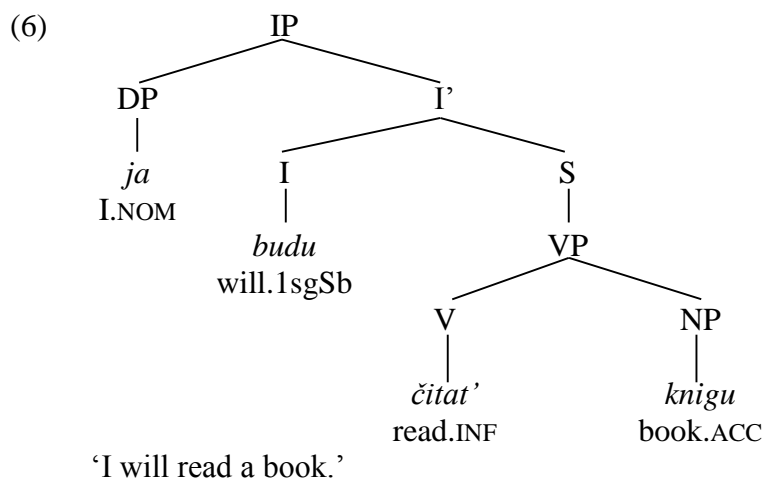 (6) IP
DP I’
ja I S
I.NOM
budu VP
will.1sgSb
V NP
čitat’ knigu
read.INF book.ACC
‘I will read a book.’